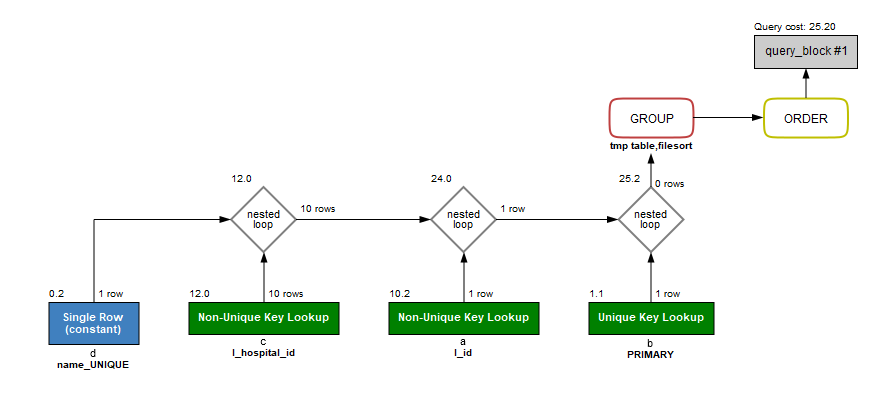 Query cost: 25.20
query_block #1
GROUP
ORDER
tmp table,filesort
12.0
24.0
25.2
0 rows
nested
loop
10 rows
nested
loop
1 row
nested
loop
0.2
1 row
12.0
10 rows
10.2
1 row
1.1
1 row
Single Row
(constant)
Non-Unique Key Lookup
Non-Unique Key Lookup
Unique Key Lookup
d
name_UNIQUE
c
I_hospital_id
a
I_id
b
PRIMARY